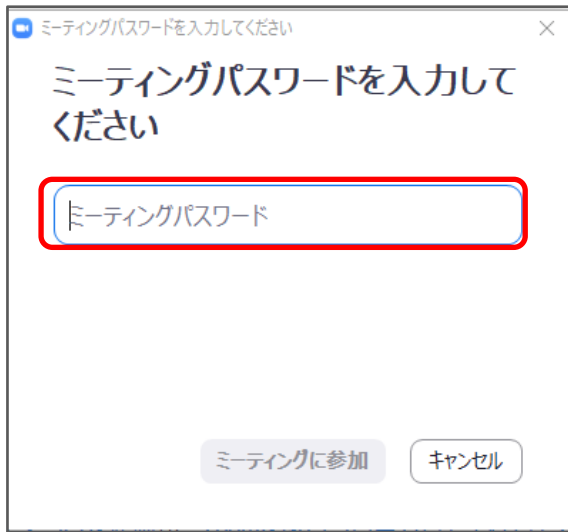 ミーティングパスワードを入力してください
ミーティングパスワードを入力して
ください
ミーティングパスワード
ミーティングに参加
キャンセル